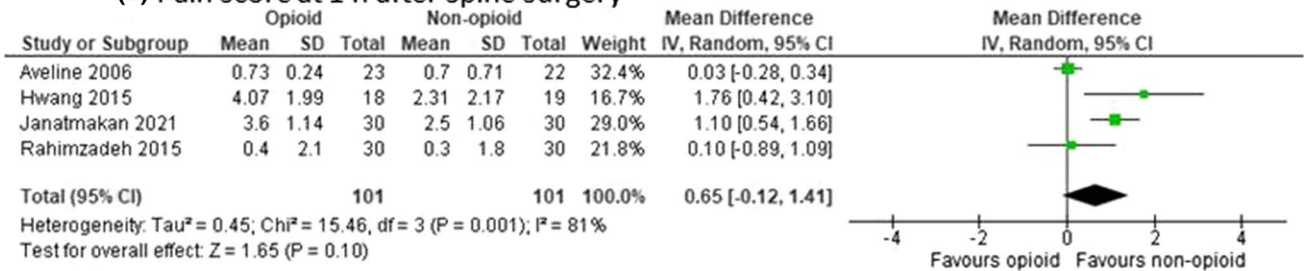 Pain score at 1 h after spine surgery
Opioid Non-opioid Mean Difference Mean Difference
Study or Subgroup Mean SD Total Mean SD Total Weight IV, Random, 95% CI IV, Random, 95% CI
Aveline 2006 0.73 0.24 23 0.7 0.71 22 32.4% 0.03 [-0.28, 0.34]
Hwang 2015 4.07 1.99 18 2.31 2.17 19 16.7% 1.76 [0.42, 3.10]
Janatmakan 2021 3.6 1.14 30 2.5 1.06 30 29.0% 1.10 [0.54, 1.66]
Rahimzadeh 2015 0.4 2.1 30 0.3 1.8 30 21.8% 0.10 [-0.89, 1.09]
Total (95% CI) 101 101 100.0% 0.65 [-0.12, 1.41]
Heterogeneity: Tau² = 0.45; Chi² = 15.46, df = 3 (P = 0.001); I² = 81%
Test for overall effect: Z = 1.65 (P = 0.10)
-4 -2 0 2 4
Favours opioid Favours non-opioid